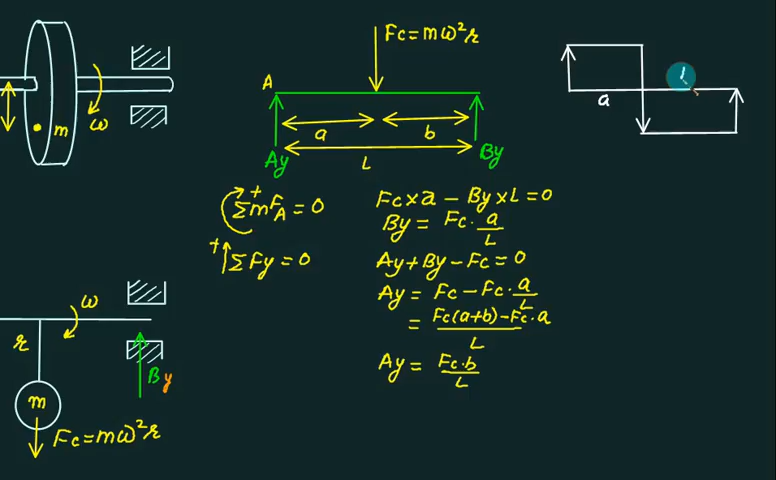 m
ω
r
ω
m
By
Fc=mω²r
Fc=mω²r
A
a
b
Ay
L
By
+
ΣmF_A=0
Fc×a − By×L=0
By= Fc·a/L
+
ΣFy=0
Ay+By−Fc=0
Ay= Fc−Fc·a/L
= Fc(a+b)−Fc·a/L
Ay= Fc·b/L
a